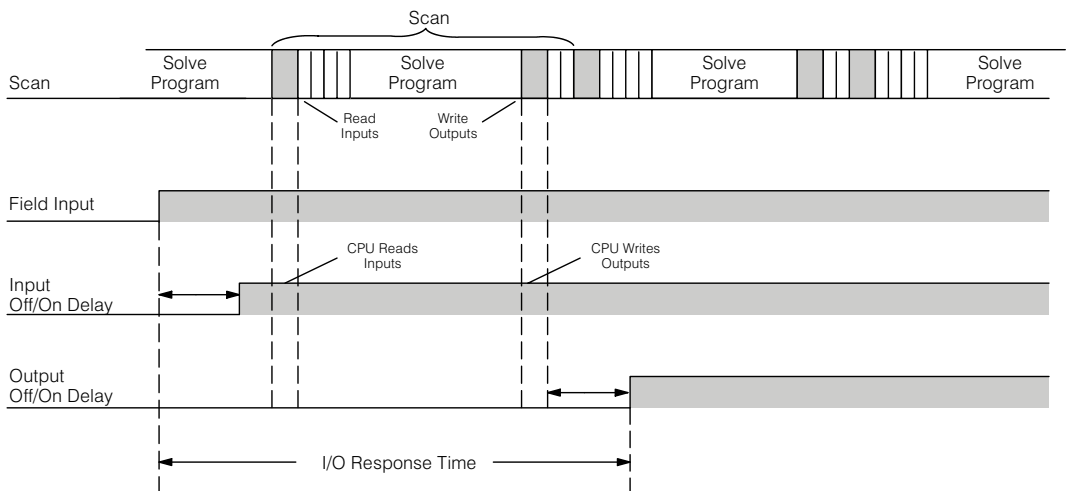 Scan
Scan
Solve
Program
Solve
Program
Solve
Program
Solve
Program
Read
Inputs
Write
Outputs
Field Input
CPU Reads
Inputs
CPU Writes
Outputs
Input
Off/On Delay
Output
Off/On Delay
I/O Response Time